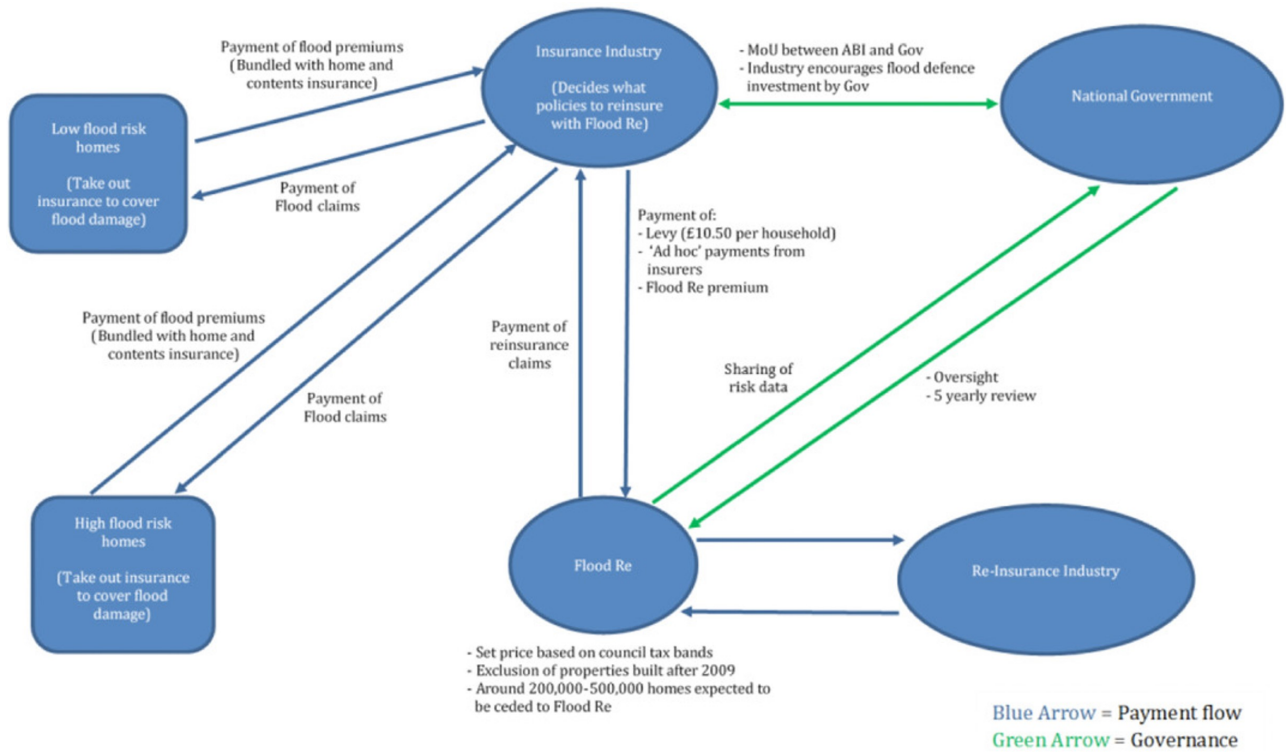 Payment of flood premiums
(Bundled with home and
contents insurance)
Insurance Industry
(Decides what
policies to reinsure
with Flood Re)
- MoU between ABI and Gov
- Industry encourages flood defence
investment by Gov
National Government
Low flood risk
homes
(Take out
insurance to cover
flood damage)
Payment of
Flood claims
Payment of:
- Levy (£10.50 per household)
- 'Ad hoc' payments from
insurers
- Flood Re premium
Payment of flood premiums
(Bundled with home and
contents insurance)
Payment of
reinsurance
claims
Payment of
Flood claims
Sharing of
risk data
- Oversight
- 5 yearly review
High flood risk
homes
(Take out insurance
to cover flood
damage)
Flood Re
Re-Insurance Industry
- Set price based on council tax bands
- Exclusion of properties built after 2009
- Around 200,000-500,000 homes expected to
be ceded to Flood Re
Blue Arrow = Payment flow
Green Arrow = Governance